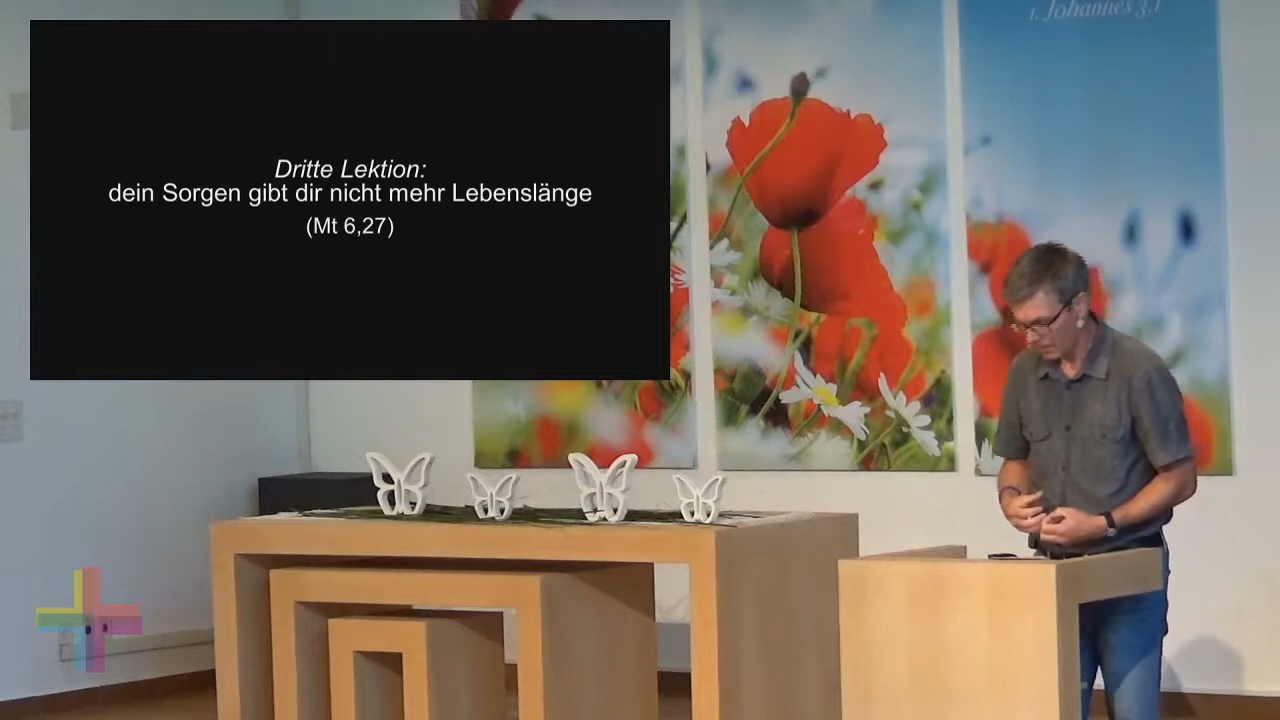 1. Johannes 3,1
Dritte Lektion:
dein Sorgen gibt dir nicht mehr Lebenslänge
(Mt 6,27)